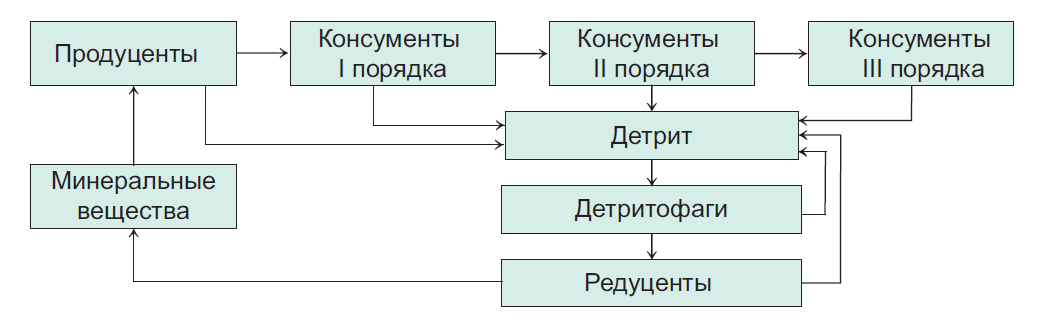 Продуценты
Консументы
I порядка
Консументы
II порядка
Консументы
III порядка
Детрит
Минеральные
вещества
Детритофаги
Редуценты